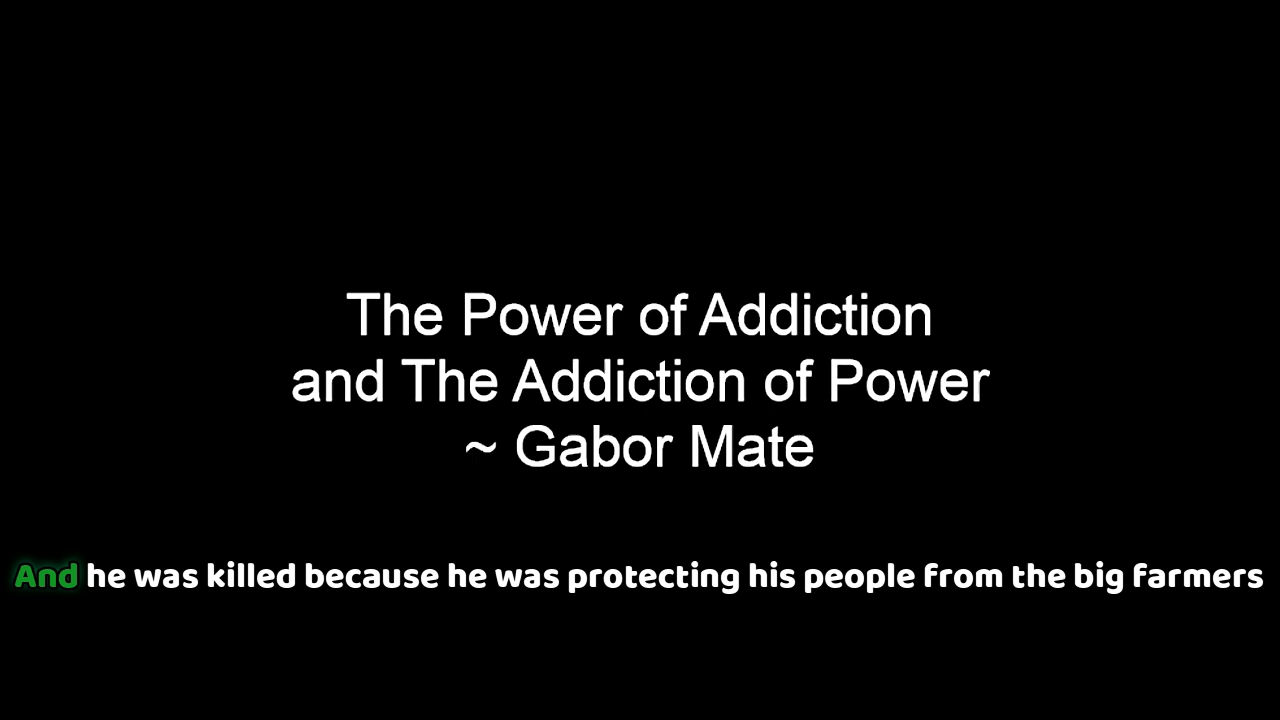 The Power of Addiction
and The Addiction of Power
~ Gabor Mate
And he was killed because he was protecting his people from the big farmers